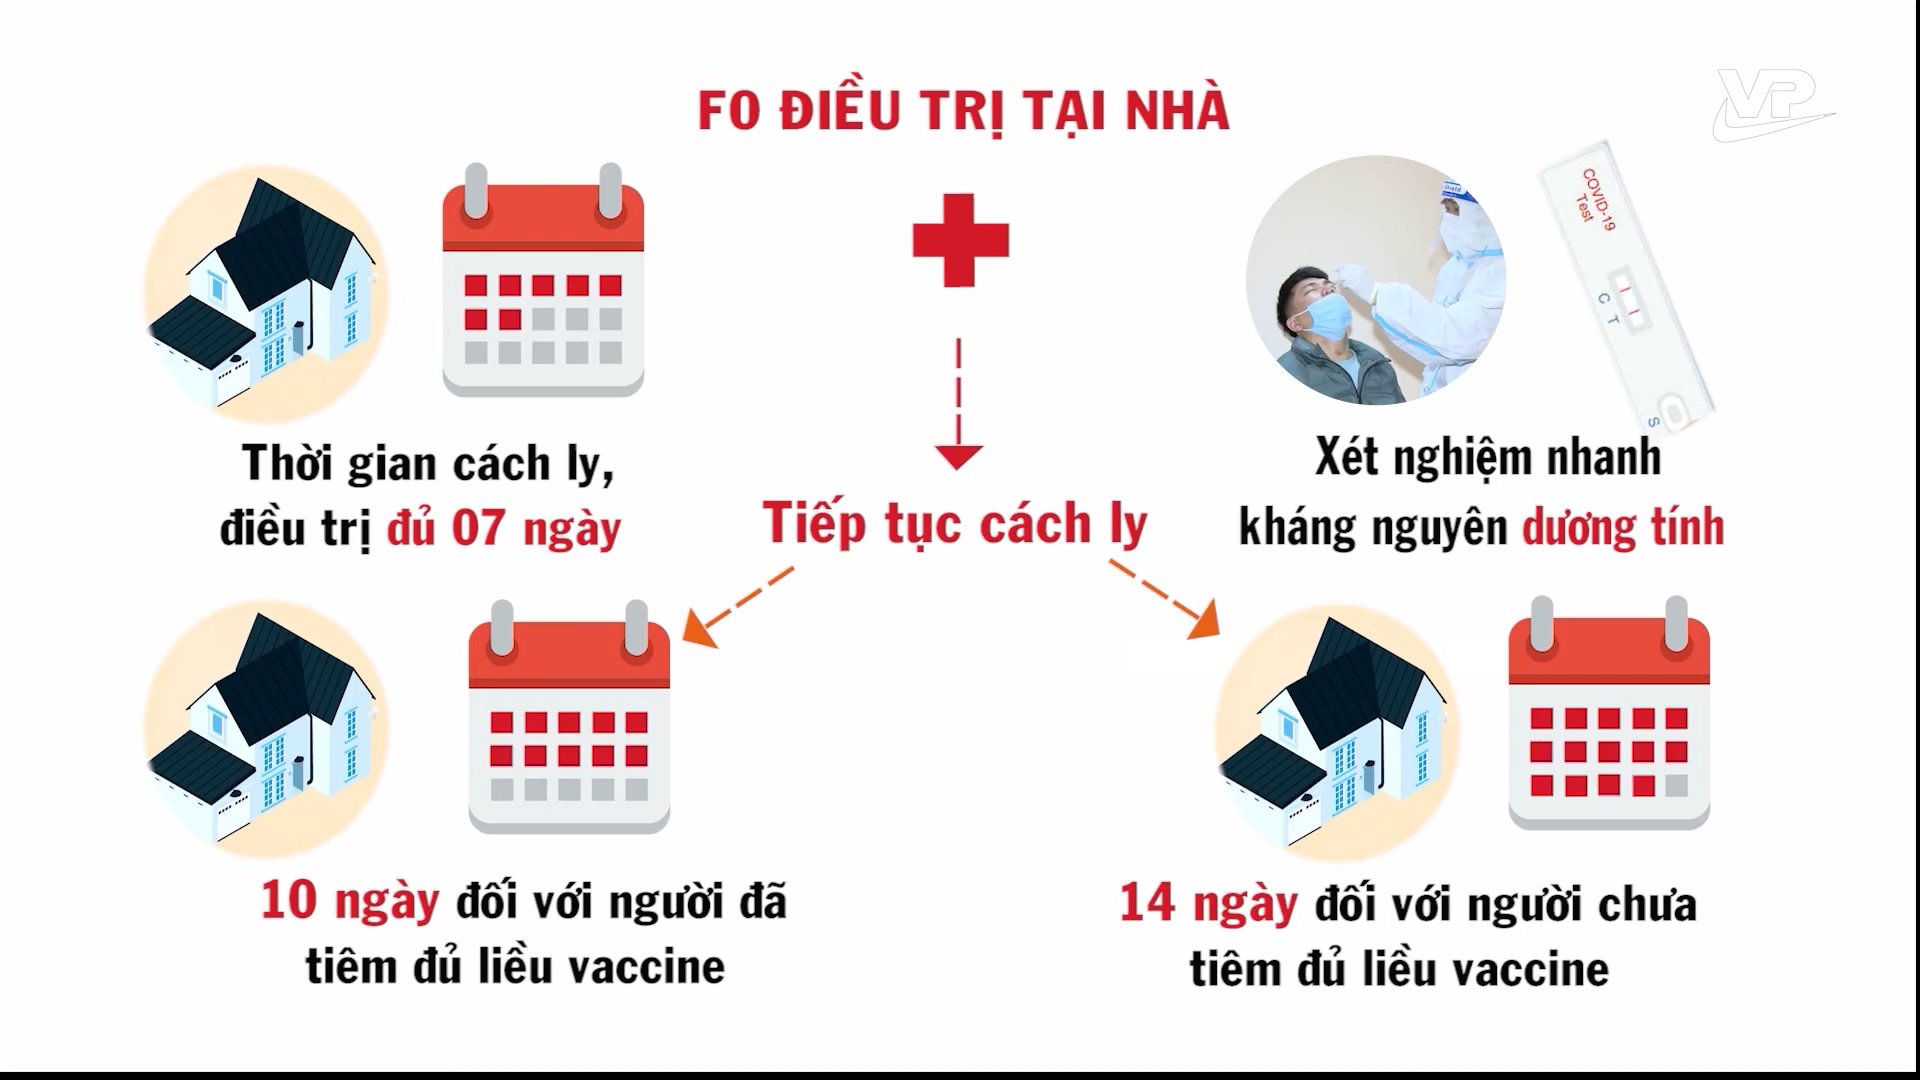 VP
F0 ĐIỀU TRỊ TẠI NHÀ
COVID-19
Test
C
T
S
Thời gian cách ly,
điều trị đủ 07 ngày
Xét nghiệm nhanh
kháng nguyên dương tính
Tiếp tục cách ly
10 ngày đối với người đã
tiêm đủ liều vaccine
14 ngày đối với người chưa
tiêm đủ liều vaccine